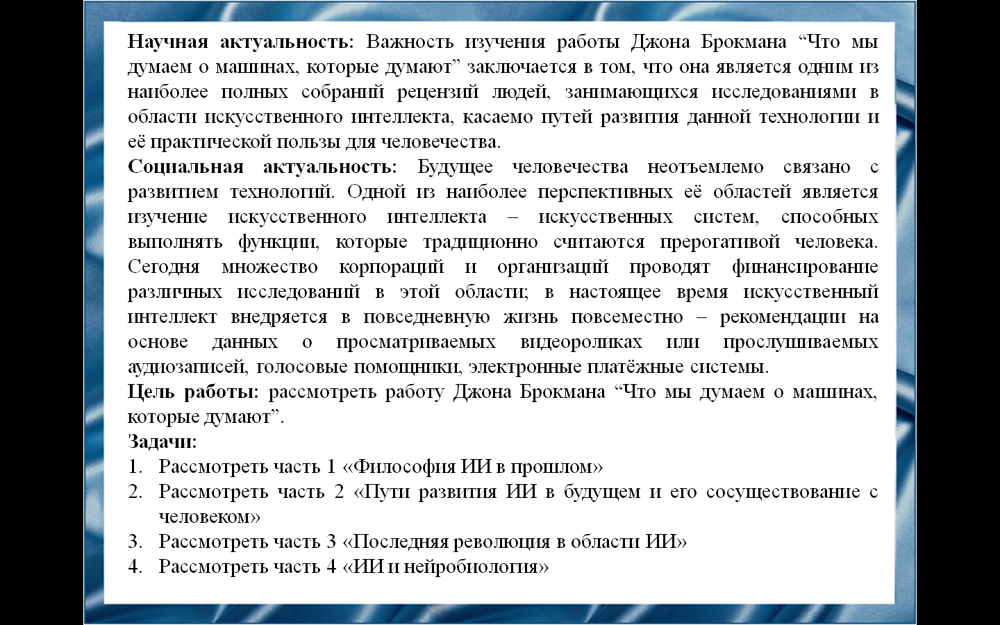 Научная актуальность: Важность изучения работы Джона Брокмана “Что мы
думаем о машинах, которые думают” заключается в том, что она является одним из
наиболее полных собраний рецензий людей, занимающихся исследованиями в
области искусственного интеллекта, касаемо путей развития данной технологии и
её практической пользы для человечества.
Социальная актуальность: Будущее человечества неотъемлемо связано с
развитием технологий. Одной из наиболее перспективных её областей является
изучение искусственного интеллекта – искусственных систем, способных
выполнять функции, которые традиционно считаются прерогативой человека.
Сегодня множество корпораций и организаций проводят финансирование
различных исследований в этой области; в настоящее время искусственный
интеллект внедряется в повседневную жизнь повсеместно – рекомендации на
основе данных о просматриваемых видеороликах или прослушиваемых
аудиозаписей, голосовые помощники, электронные платёжные системы.
Цель работы: рассмотреть работу Джона Брокмана “Что мы думаем о машинах,
которые думают”.
Задачи:
1. Рассмотреть часть 1 «Философия ИИ в прошлом»
2. Рассмотреть часть 2 «Пути развития ИИ в будущем и его сосуществование с
человеком»
3. Рассмотреть часть 3 «Последняя революция в области ИИ»
4. Рассмотреть часть 4 «ИИ и нейробиология»